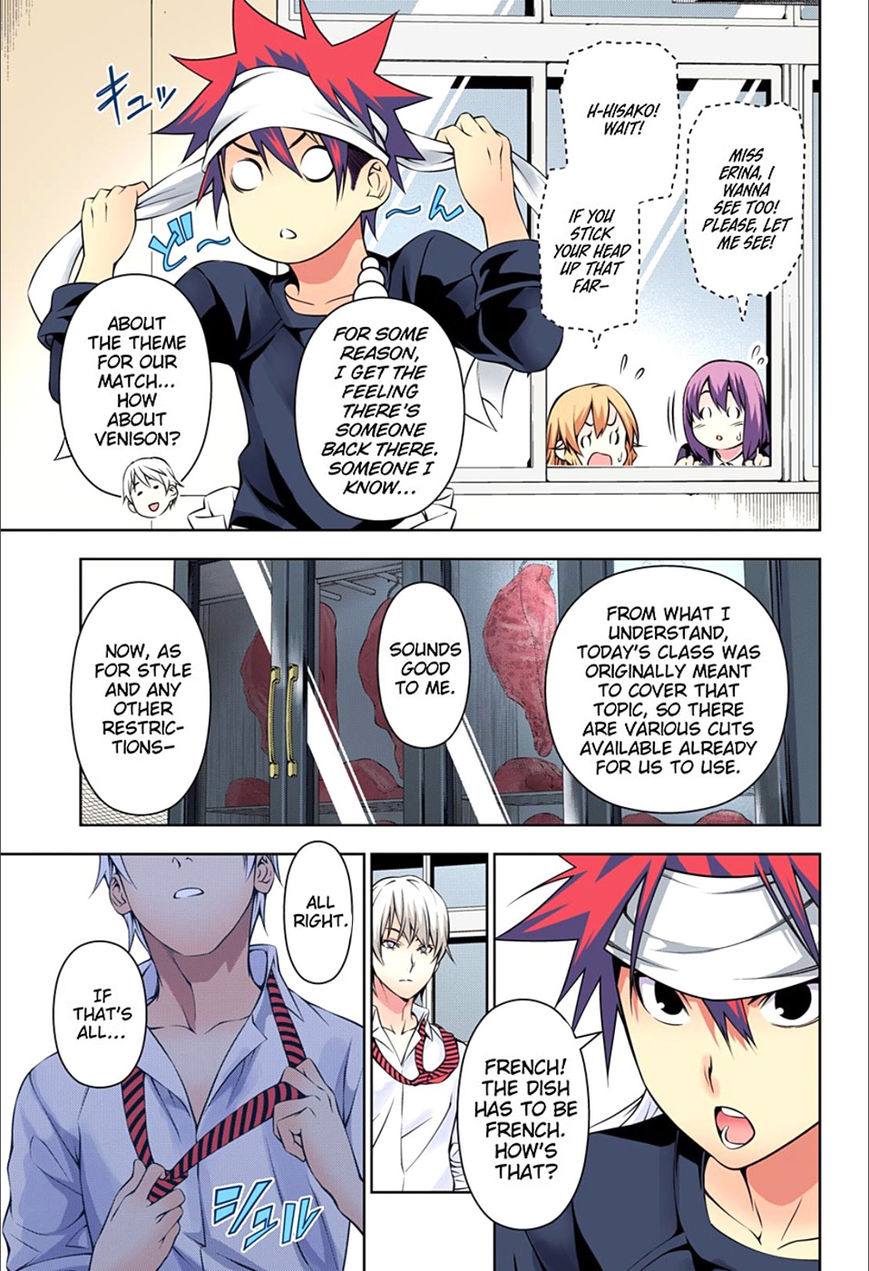 MISS
ERINA, I
WANNA
SEE TOO!
PLEASE, LET
ME SEE!
H-HISAKO!
WAIT!
IF YOU
STICK
YOUR HEAD
UP THAT
FAR–
キュッ
ど〜
〜ん
FOR SOME
REASON,
I GET THE
FEELING
THERE'S
SOMEONE
BACK THERE.
SOMEONE I
KNOW...
ABOUT
THE THEME
FOR OUR
MATCH...
HOW
ABOUT
VENISON?
FROM WHAT I
UNDERSTAND,
TODAY'S CLASS WAS
ORIGINALLY MEANT
TO COVER THAT
TOPIC, SO THERE
ARE VARIOUS CUTS
AVAILABLE ALREADY
FOR US TO USE.
SOUNDS
GOOD
TO ME.
NOW, AS
FOR STYLE
AND ANY
OTHER
RESTRIC-
TIONS–
FRENCH!
THE DISH
HAS TO BE
FRENCH.
HOW'S
THAT?
ALL
RIGHT.
IF
THAT'S
ALL...
シュル